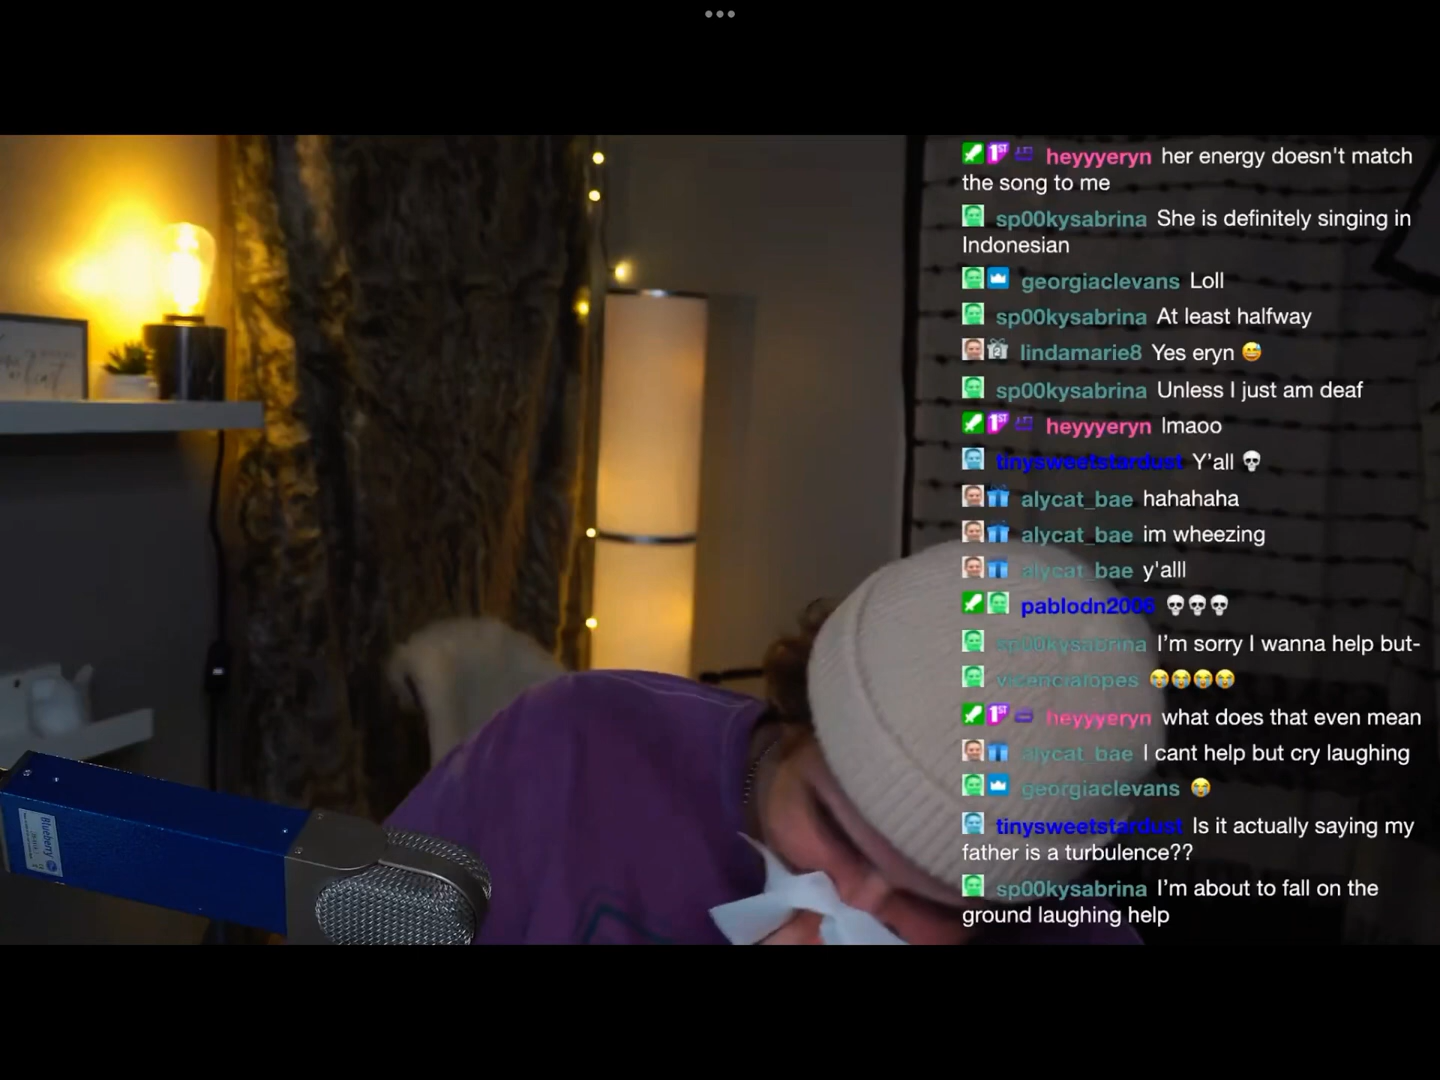 heyyyeryn her energy doesn't match
the song to me
sp00kysabrina She is definitely singing in
Indonesian
georgiaclevans Loll
sp00kysabrina At least halfway
2 lindamarie8 Yes eryn 😅
sp00kysabrina Unless I just am deaf
heyyyeryn lmaoo
tinysweetstardust Y'all 💀
alycat_bae hahahaha
alycat_bae im wheezing
alycat_bae y'alll
pablodn2006 💀💀💀
sp00kysabrina I'm sorry I wanna help but-
vicencialopes 😭😭😭😭
heyyyeryn what does that even mean
alycat_bae I cant help but cry laughing
georgiaclevans 😭
tinysweetstardust Is it actually saying my
father is a turbulence??
sp00kysabrina I'm about to fall on the
ground laughing help
Blueberry